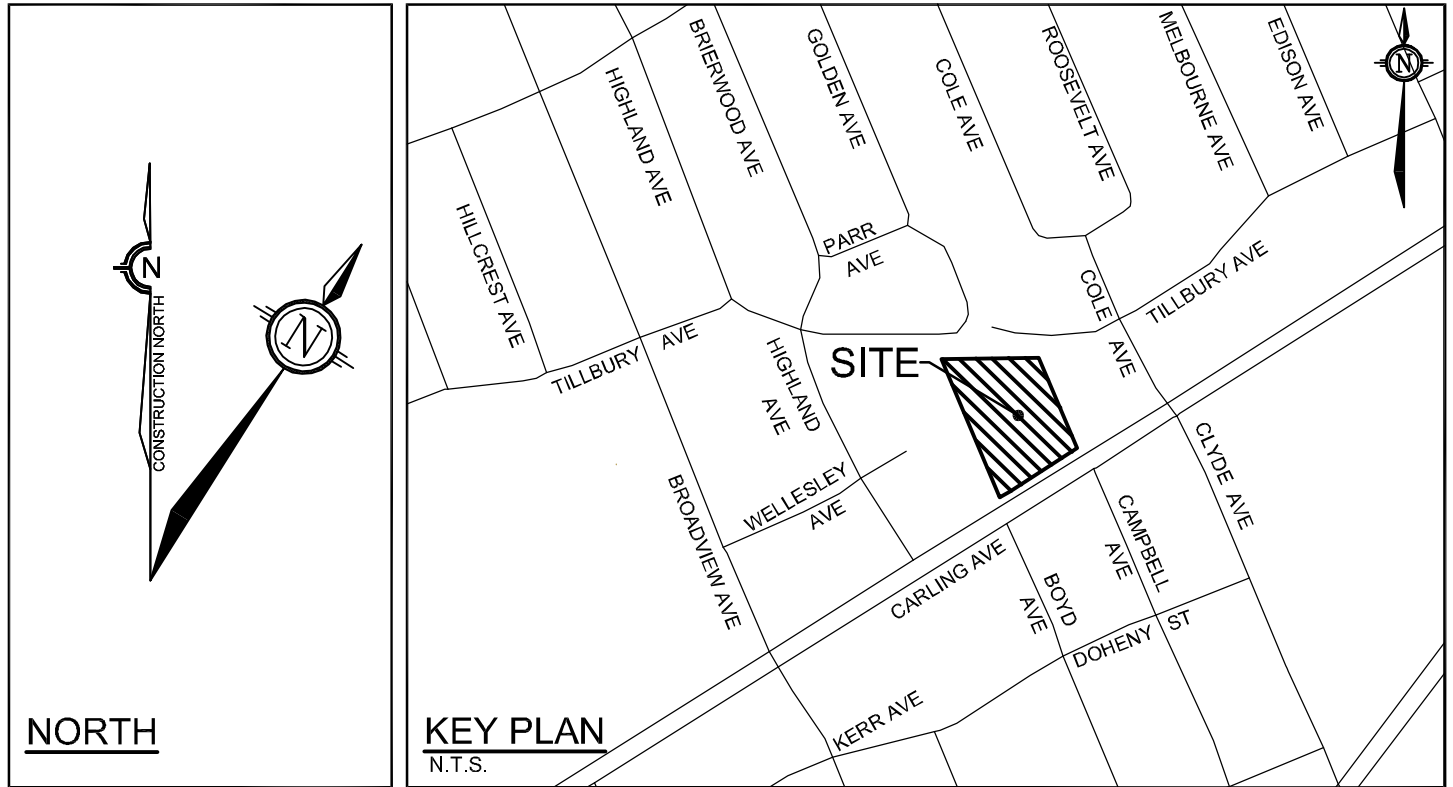 N
CONSTRUCTION NORTH
N
NORTH
HIGHLAND AVE
BRIERWOOD AVE
GOLDEN AVE
COLE AVE
ROOSEVELT AVE
MELBOURNE AVE
EDISON AVE
N
HILLCREST AVE
PARR
AVE
COLE
AVE
TILLBURY AVE
TILLBURY AVE
HIGHLAND
AVE
SITE
BROADVIEW AVE
WELLESLEY
AVE
CLYDE AVE
CAMPBELL
AVE
CARLING AVE
BOYD
AVE
DOHENY ST
KERR AVE
KEY PLAN
N.T.S.